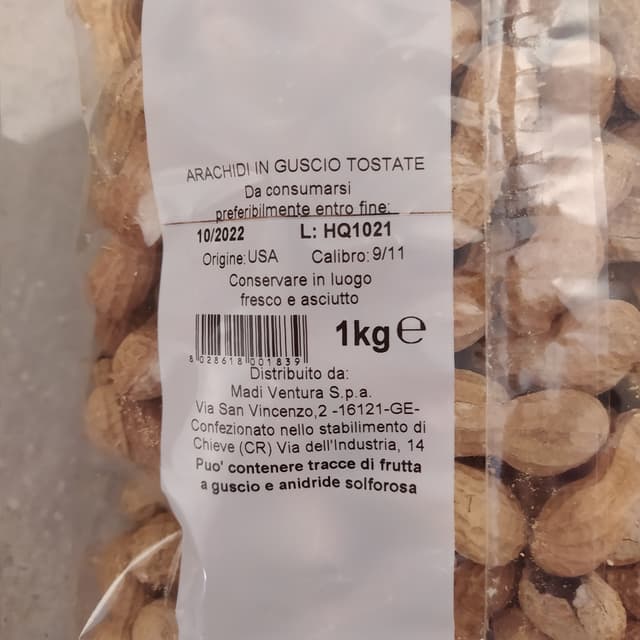 ARACHIDI IN GUSCIO TOSTATE
Da consumarsi
preferibilmente entro fine:
10/2022 L: HQ1021
Origine: USA Calibro: 9/11
Conservare in luogo
fresco e asciutto
1kg ℮
8 028618 001839
Distribuito da:
Madi Ventura S.p.a.
Via San Vincenzo,2 -16121-GE-
Confezionato nello stabilimento di
Chieve (CR) Via dell'Industria, 14
Puo' contenere tracce di frutta
a guscio e anidride solforosa